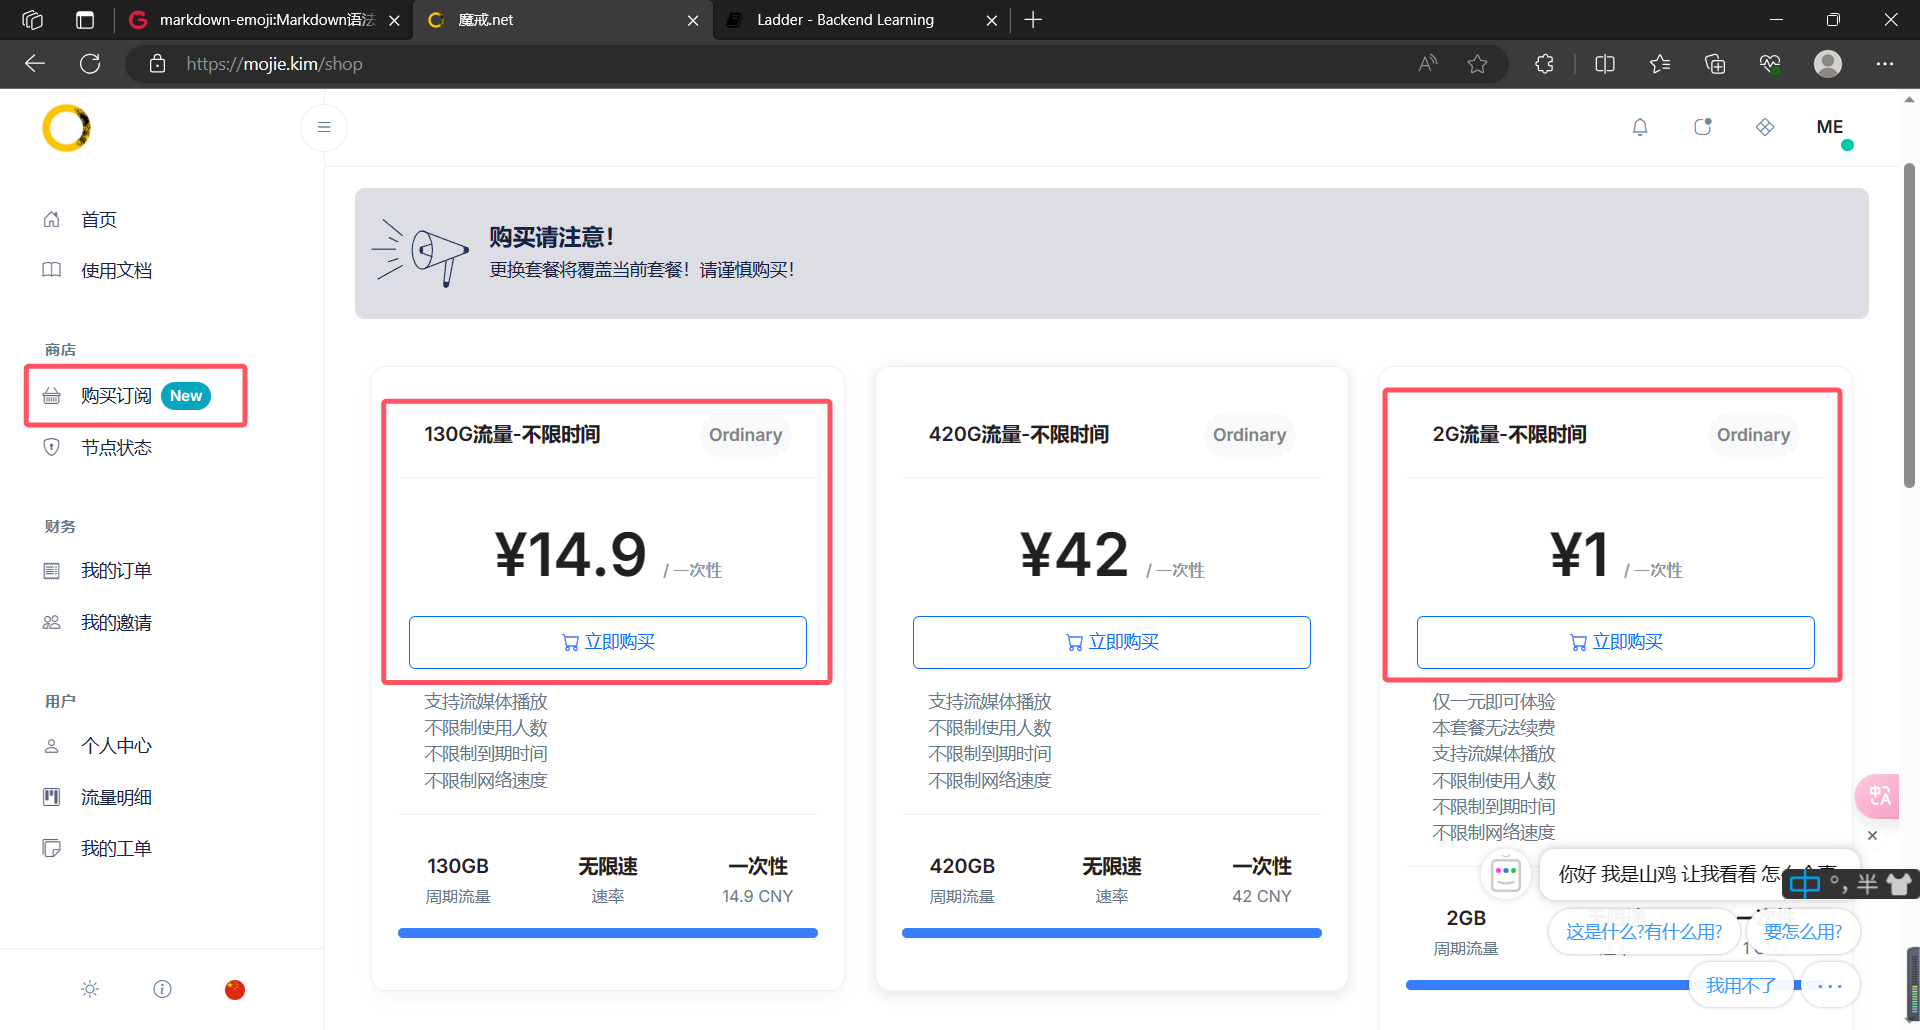 markdown-emoji:Markdown语法
魔戒.net
Ladder - Backend Learning
https://mojie.kim/shop
ME
首页
使用文档
商店
购买订阅 New
节点状态
财务
我的订单
我的邀请
用户
个人中心
流量明细
我的工单
购买请注意！
更换套餐将覆盖当前套餐！请谨慎购买！
130G流量-不限时间 Ordinary
¥14.9 / 一次性
立即购买
支持流媒体播放
不限制使用人数
不限制到期时间
不限制网络速度
130GB 无限速 一次性
周期流量 速率 14.9 CNY
420G流量-不限时间 Ordinary
¥42 / 一次性
立即购买
支持流媒体播放
不限制使用人数
不限制到期时间
不限制网络速度
420GB 无限速 一次性
周期流量 速率 42 CNY
2G流量-不限时间 Ordinary
¥1 / 一次性
立即购买
仅一元即可体验
本套餐无法续费
支持流媒体播放
不限制使用人数
不限制到期时间
不限制网络速度
2GB
周期流量
你好 我是山鸡 让我看看 怎
中 °, 半
这是什么?有什么用?
要怎么用?
我用不了
...